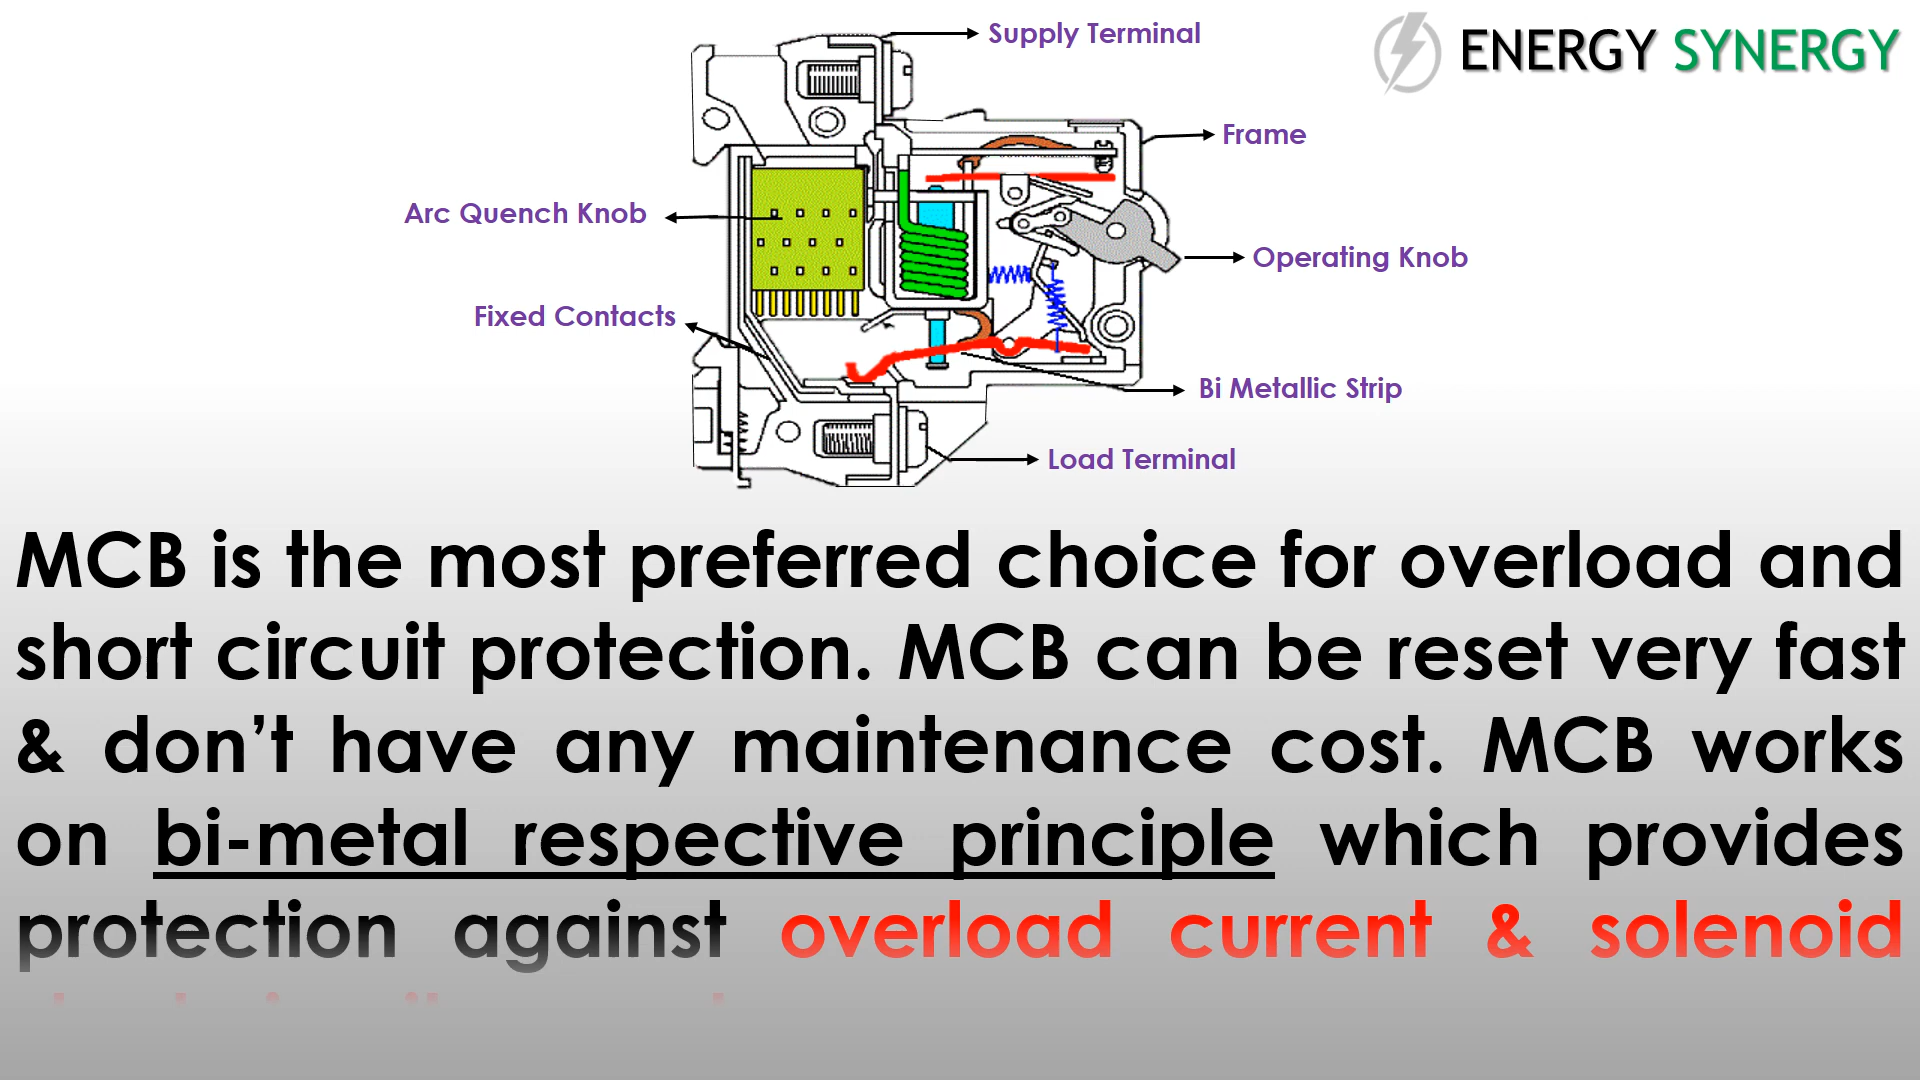 Supply Terminal
ENERGY SYNERGY
Frame
Arc Quench Knob
Operating Knob
Fixed Contacts
Bi Metallic Strip
Load Terminal
MCB is the most preferred choice for overload and
short circuit protection. MCB can be reset very fast
& don’t have any maintenance cost. MCB works
on bi-metal respective principle which provides
protection against overload current & solenoid